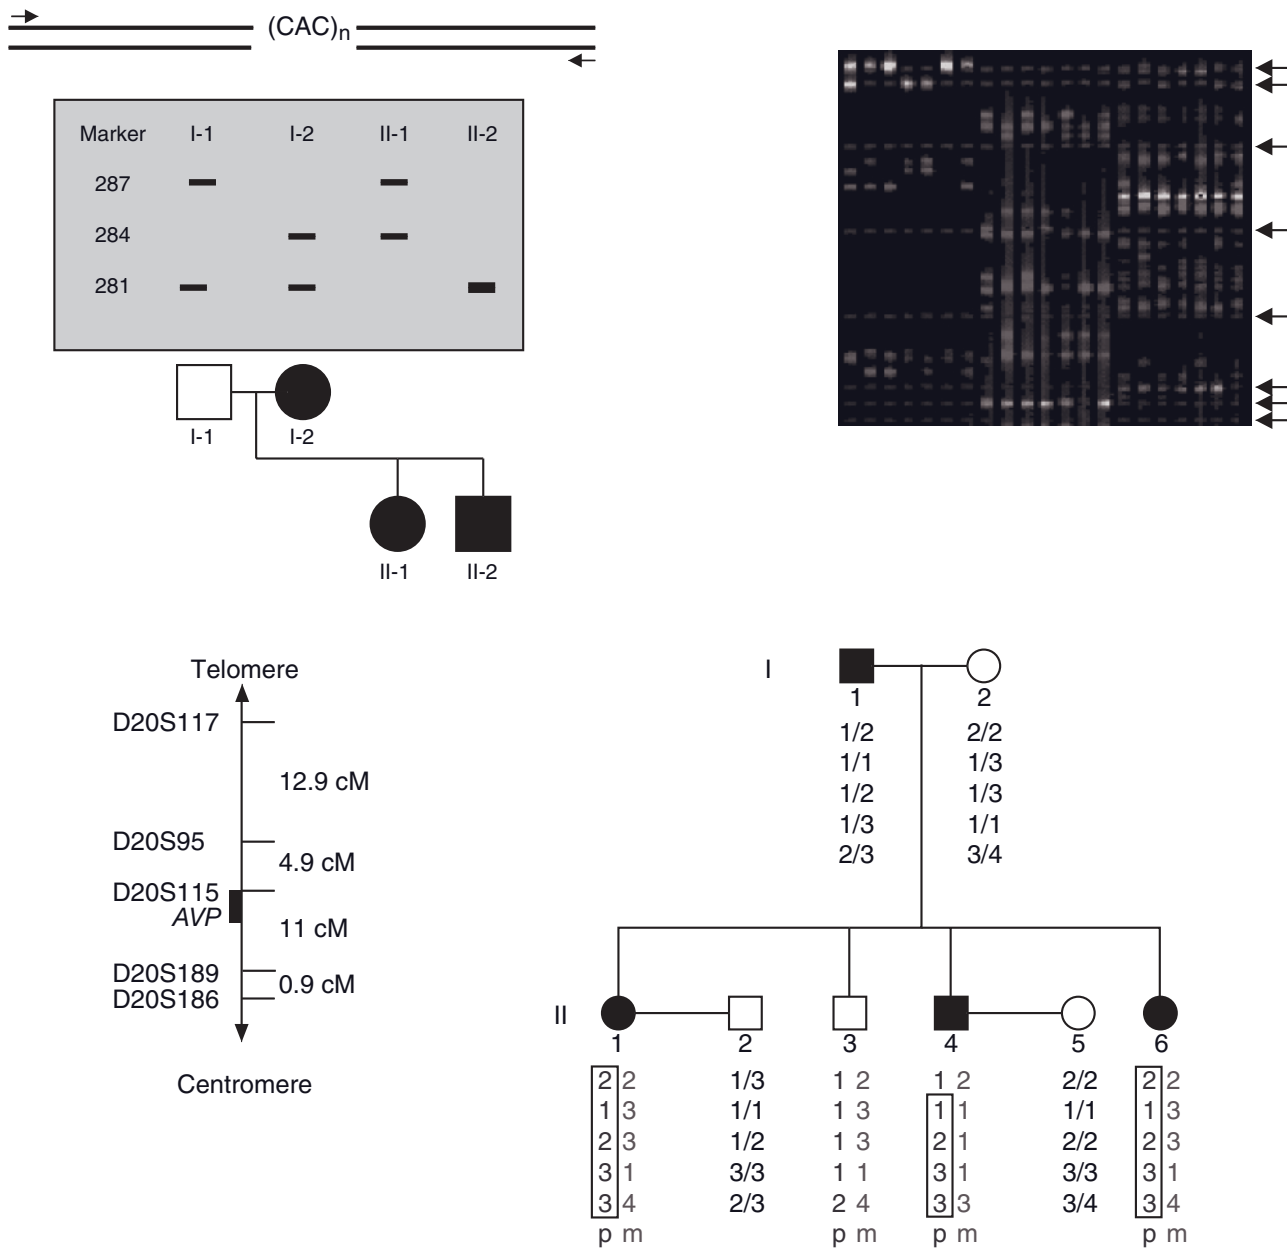 (CAC)n
Marker I-1 I-2 II-1 II-2
287
284
281
I-1 I-2
II-1 II-2
Telomere
D20S117
12.9 cM
D20S95
4.9 cM
D20S115
AVP
11 cM
D20S189
0.9 cM
D20S186
Centromere
I
1 2
1/2 2/2
1/1 1/3
1/2 1/3
1/3 1/1
2/3 3/4
II
1 2 3 4 5 6
2 2 1/3 1 2 1 2 2/2 2 2
1 3 1/1 1 3 1 1 1/1 1 3
2 3 1/2 1 3 2 1 2/2 2 3
3 1 3/3 1 1 3 1 3/3 3 1
3 4 2/3 2 4 3 3 3/4 3 4
p m p m p m p m